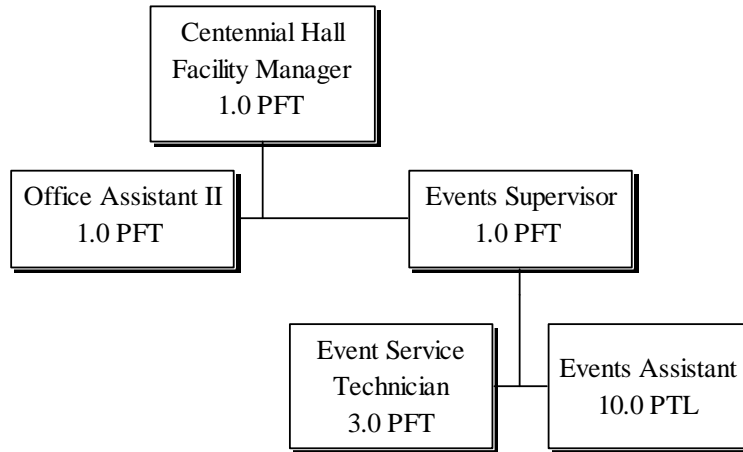 Centennial Hall
Facility Manager
1.0 PFT
Office Assistant II
1.0 PFT
Events Supervisor
1.0 PFT
Event Service
Technician
3.0 PFT
Events Assistant
10.0 PTL